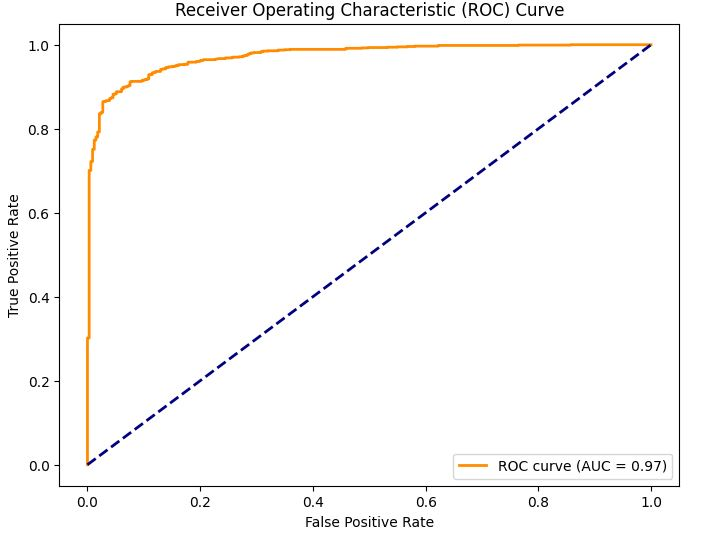 Receiver Operating Characteristic (ROC) Curve
1.0
0.8
0.6
0.4
0.2
0.0
True Positive Rate
ROC curve (AUC = 0.97)
0.0 0.2 0.4 0.6 0.8 1.0
False Positive Rate